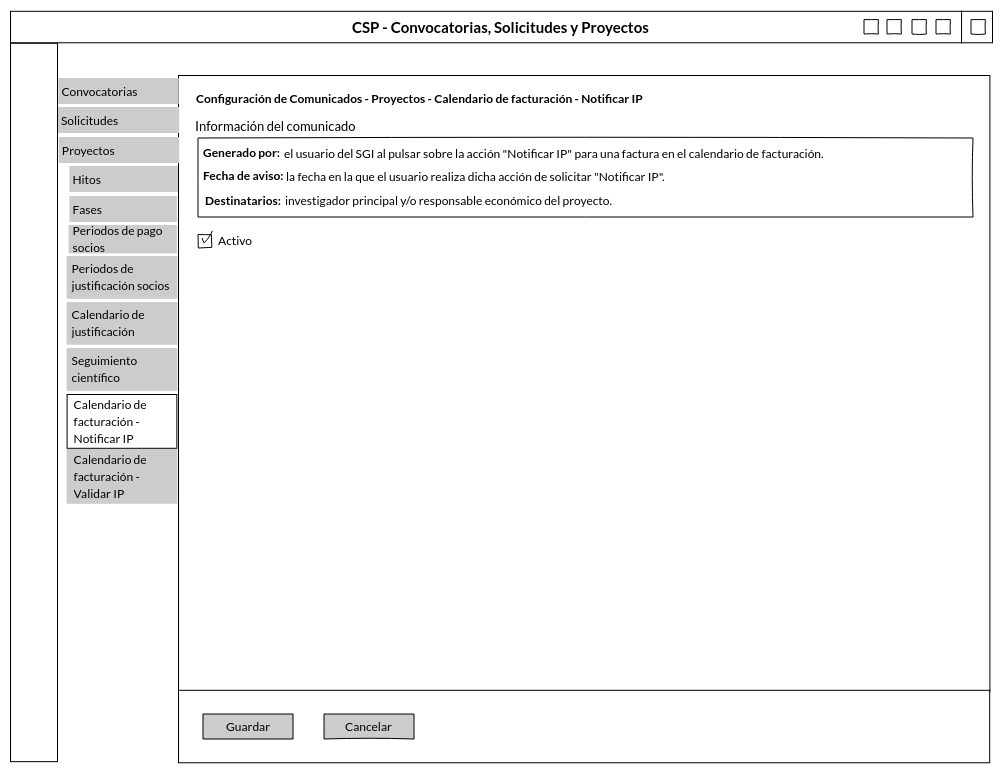 CSP - Convocatorias, Solicitudes y Proyectos
Convocatorias
Solicitudes
Proyectos
Hitos
Fases
Periodos de pago
socios
Periodos de
justificación socios
Calendario de
justificación
Seguimiento
científico
Calendario de
facturación -
Notificar IP
Calendario de
facturación -
Validar IP
Configuración de Comunicados - Proyectos - Calendario de facturación - Notificar IP
Información del comunicado
Generado por: el usuario del SGI al pulsar sobre la acción "Notificar IP" para una factura en el calendario de facturación.
Fecha de aviso: la fecha en la que el usuario realiza dicha acción de solicitar "Notificar IP".
Destinatarios: investigador principal y/o responsable económico del proyecto.
Activo
Guardar
Cancelar